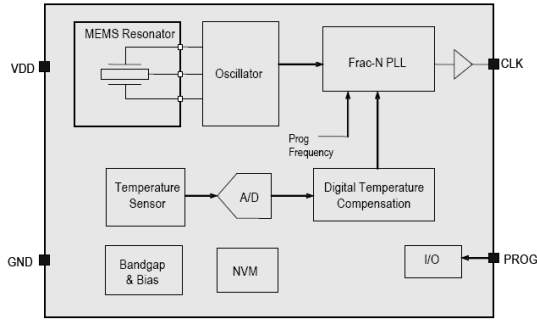 MEMS Resonator
VDD
Oscillator
Frac-N PLL
CLK
Prog
Frequency
Temperature
Sensor
A/D
Digital Temperature
Compensation
GND
Bandgap
& Bias
NVM
I/O
PROG